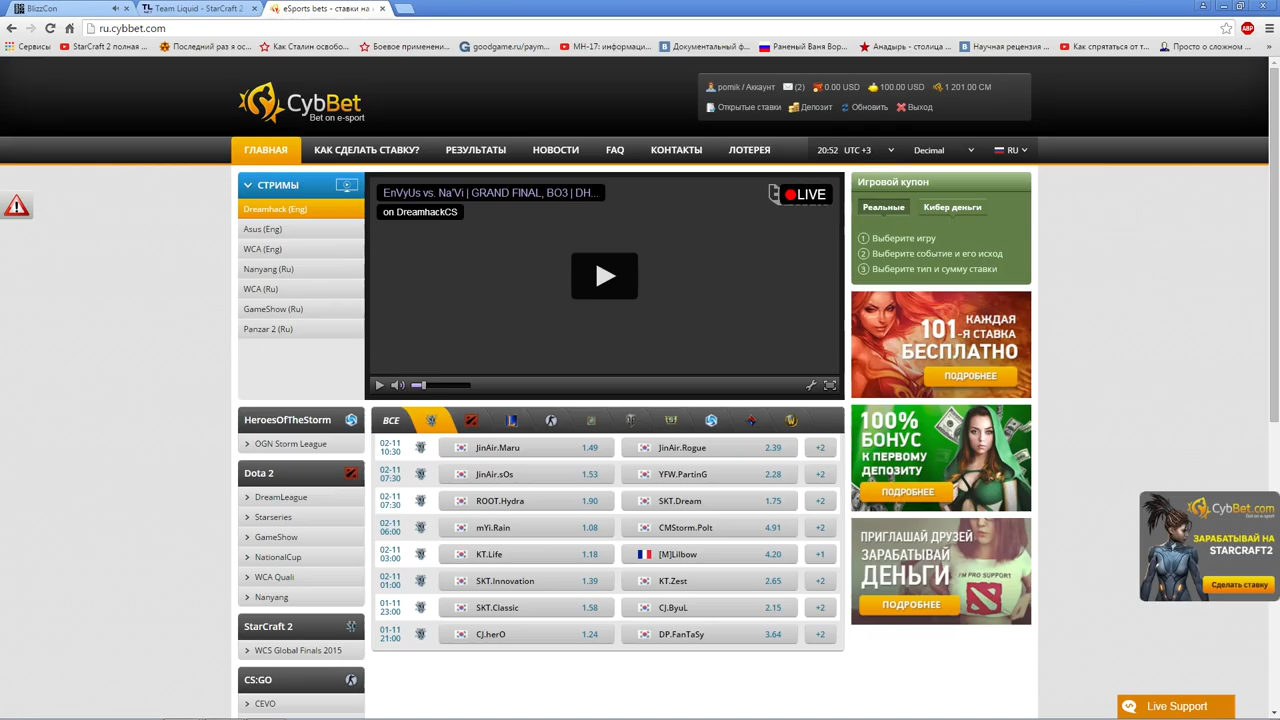 BlizzCon
Team Liquid - StarCraft 2
eSports bets - ставки на к
ru.cybbet.com
ABP
Сервисы
StarCraft 2 полная ...
Последний раз я ос...
Как Сталин освобо...
Боевое применени...
goodgame.ru/paym...
МН-17: информаци...
Документальный ф...
Раненый Ваня Вор...
Анадырь - столица ...
Научная рецензия ...
Как спрятаться от т...
Просто о сложном ...
CybBet
Bet on e-sport
pomik / Аккаунт (2) 0.00 USD 100.00 USD 1 201.00 CM
Открытые ставки Депозит Обновить Выход
ГЛАВНАЯ КАК СДЕЛАТЬ СТАВКУ? РЕЗУЛЬТАТЫ НОВОСТИ FAQ КОНТАКТЫ ЛОТЕРЕЯ 20:52 UTC +3 Decimal RU
СТРИМЫ
Dreamhack (Eng)
Asus (Eng)
WCA (Eng)
Nanyang (Ru)
WCA (Ru)
GameShow (Ru)
Panzar 2 (Ru)
EnVyUs vs. Na'Vi | GRAND FINAL, BO3 | DH...
on DreamhackCS
LIVE
Игровой купон
Реальные Кибер деньги
1 Выберите игру
2 Выберите событие и его исход
3 Выберите тип и сумму ставки
КАЖДАЯ
101-Я СТАВКА
БЕСПЛАТНО
ПОДРОБНЕЕ
100%
БОНУС
К ПЕРВОМУ
ДЕПОЗИТУ
ПОДРОБНЕЕ
ПРИГЛАШАЙ ДРУЗЕЙ
ЗАРАБАТЫВАЙ
ДЕНЬГИ
I'M PRO SUPPORT
ПОДРОБНЕЕ
HeroesOfTheStorm
OGN Storm League
Dota 2
DreamLeague
Starseries
GameShow
NationalCup
WCA Quali
Nanyang
StarCraft 2
WCS Global Finals 2015
CS:GO
CEVO
ВСЕ
02-11 10:30 JinAir.Maru 1.49 JinAir.Rogue 2.39 +2
02-11 07:30 JinAir.sOs 1.53 YFW.PartinG 2.28 +2
02-11 07:30 ROOT.Hydra 1.90 SKT.Dream 1.75 +2
02-11 06:00 mYi.Rain 1.08 CMStorm.Polt 4.91 +2
02-11 03:00 KT.Life 1.18 [M]Lilbow 4.20 +1
02-11 01:00 SKT.Innovation 1.39 KT.Zest 2.65 +2
01-11 23:00 SKT.Classic 1.58 CJ.ByuL 2.15 +2
01-11 21:00 CJ.herO 1.24 DP.FanTaSy 3.64 +2
CybBet.com
Bet on e-sport
ЗАРАБАТЫВАЙ НА
STARCRAFT2
Сделать ставку
Live Support